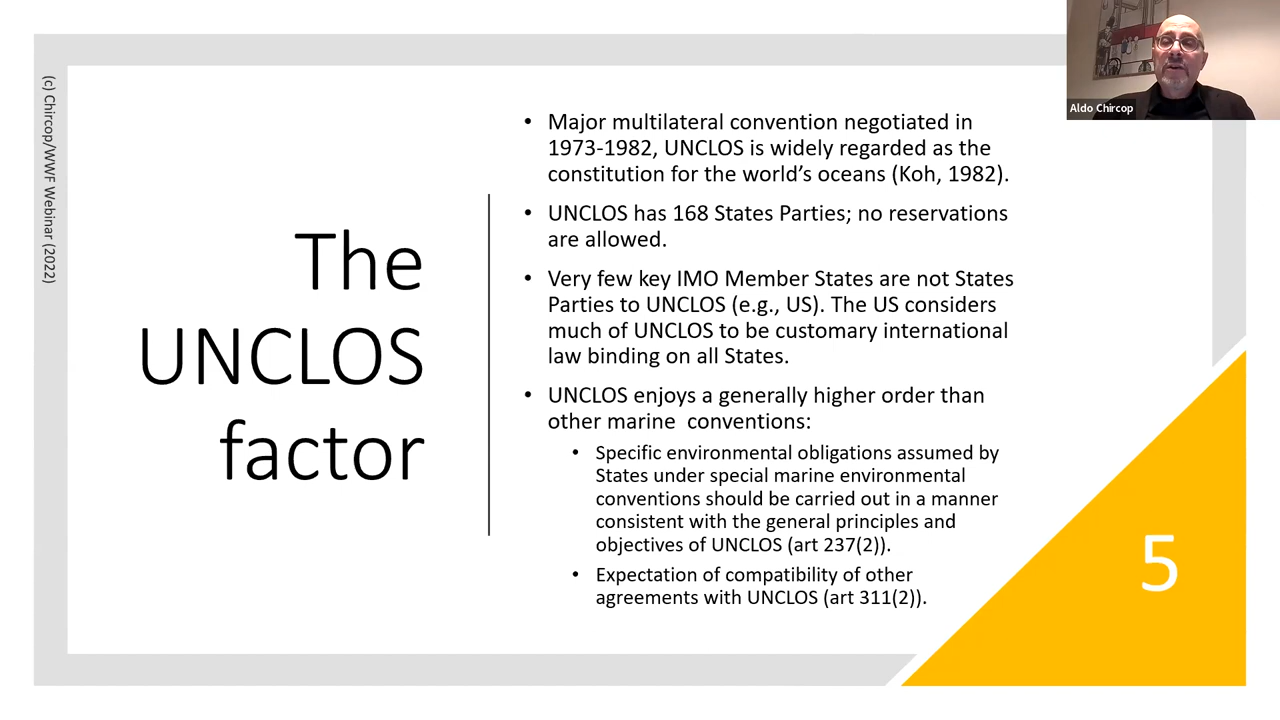 (c) Chircop/WWF Webinar (2022)
The
UNCLOS
factor
• Major multilateral convention negotiated in
1973-1982, UNCLOS is widely regarded as the
constitution for the world’s oceans (Koh, 1982).
• UNCLOS has 168 States Parties; no reservations
are allowed.
• Very few key IMO Member States are not States
Parties to UNCLOS (e.g., US). The US considers
much of UNCLOS to be customary international
law binding on all States.
• UNCLOS enjoys a generally higher order than
other marine  conventions:
• Specific environmental obligations assumed by
States under special marine environmental
conventions should be carried out in a manner
consistent with the general principles and
objectives of UNCLOS (art 237(2)).
• Expectation of compatibility of other
agreements with UNCLOS (art 311(2)).
5
Aldo Chircop